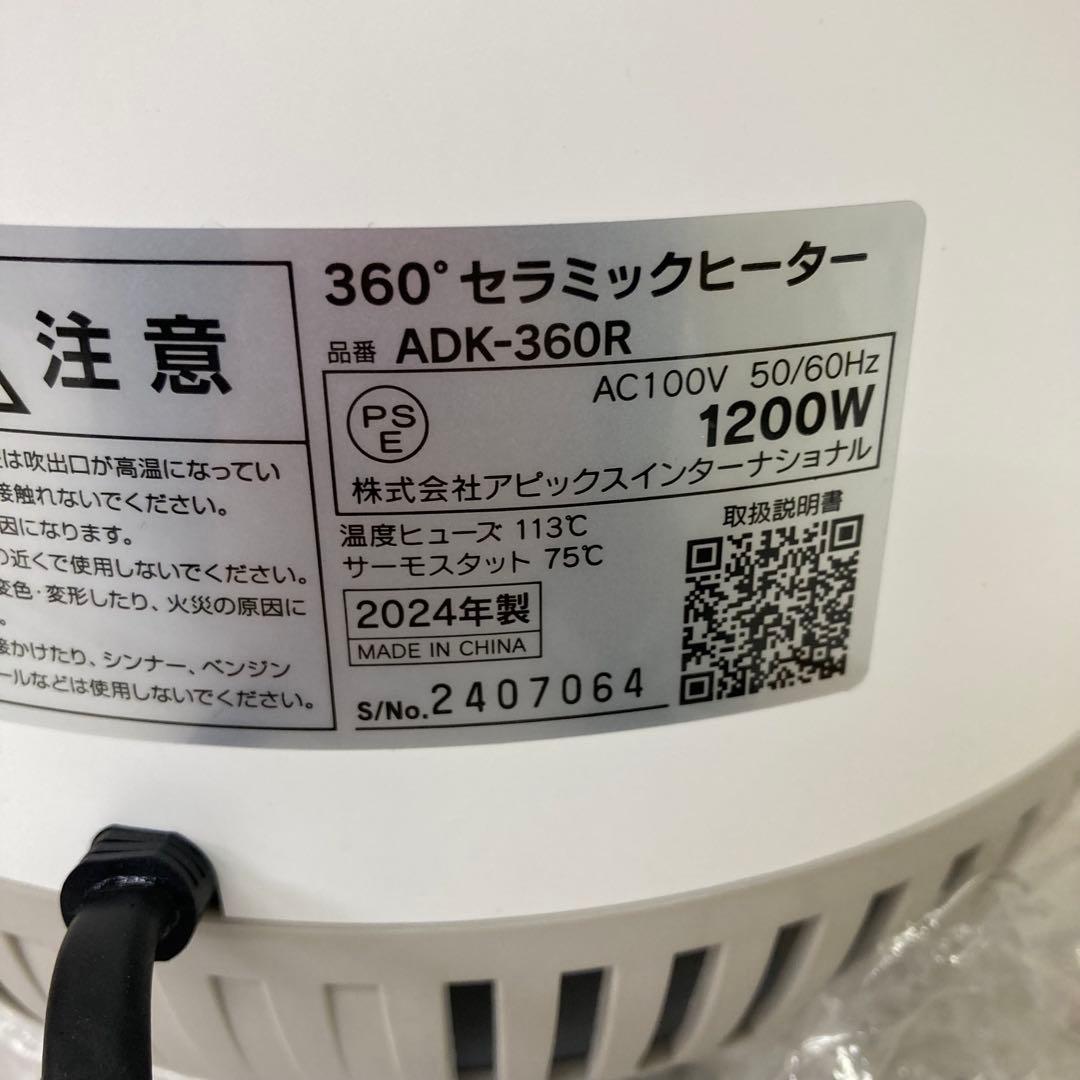 注意
は吹出口が高温になってい
接触れないでください。
因になります。
の近くで使用しないでください。
変色・変形したり、火災の原因に
接かけたり、シンナー、ベンジン
ールなどは使用しないでください。
360°セラミックヒーター
品番 ADK-360R
PSE
AC100V 50/60Hz
1200W
株式会社アピックスインターナショナル
温度ヒューズ 113℃
サーモスタット 75℃
取扱説明書
2024年製
MADE IN CHINA
S/No. 2407064